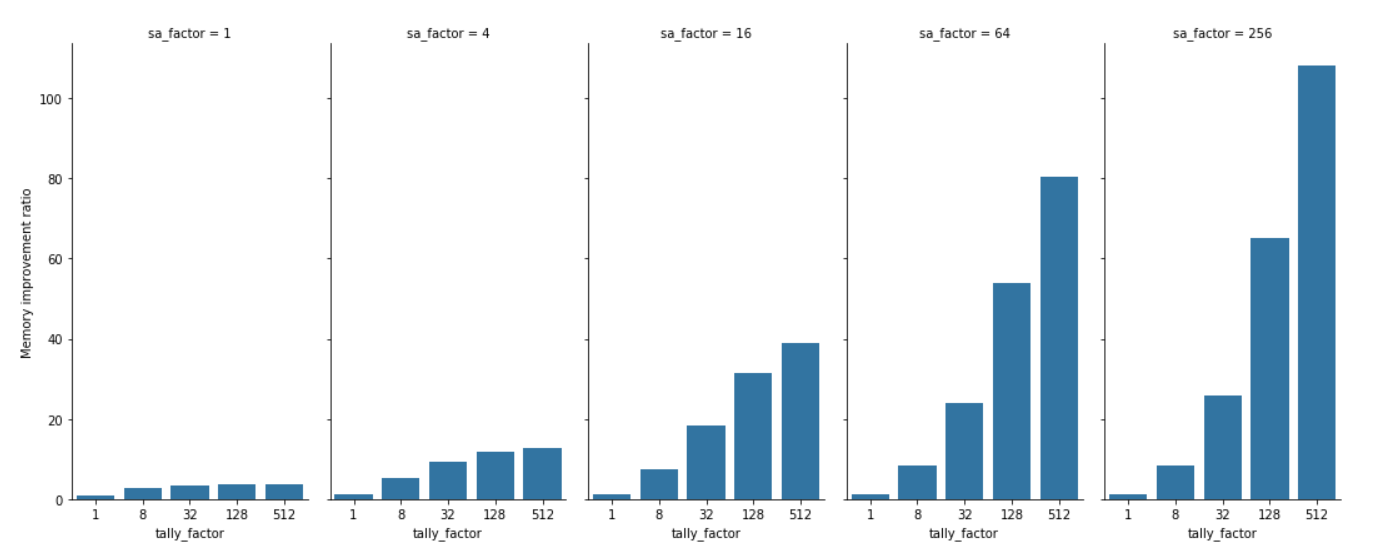 sa_factor = 1
sa_factor = 4
sa_factor = 16
sa_factor = 64
sa_factor = 256
Memory improvement ratio
100
80
60
40
20
0
1 8 32 128 512
1 8 32 128 512
1 8 32 128 512
1 8 32 128 512
1 8 32 128 512
tally_factor
tally_factor
tally_factor
tally_factor
tally_factor